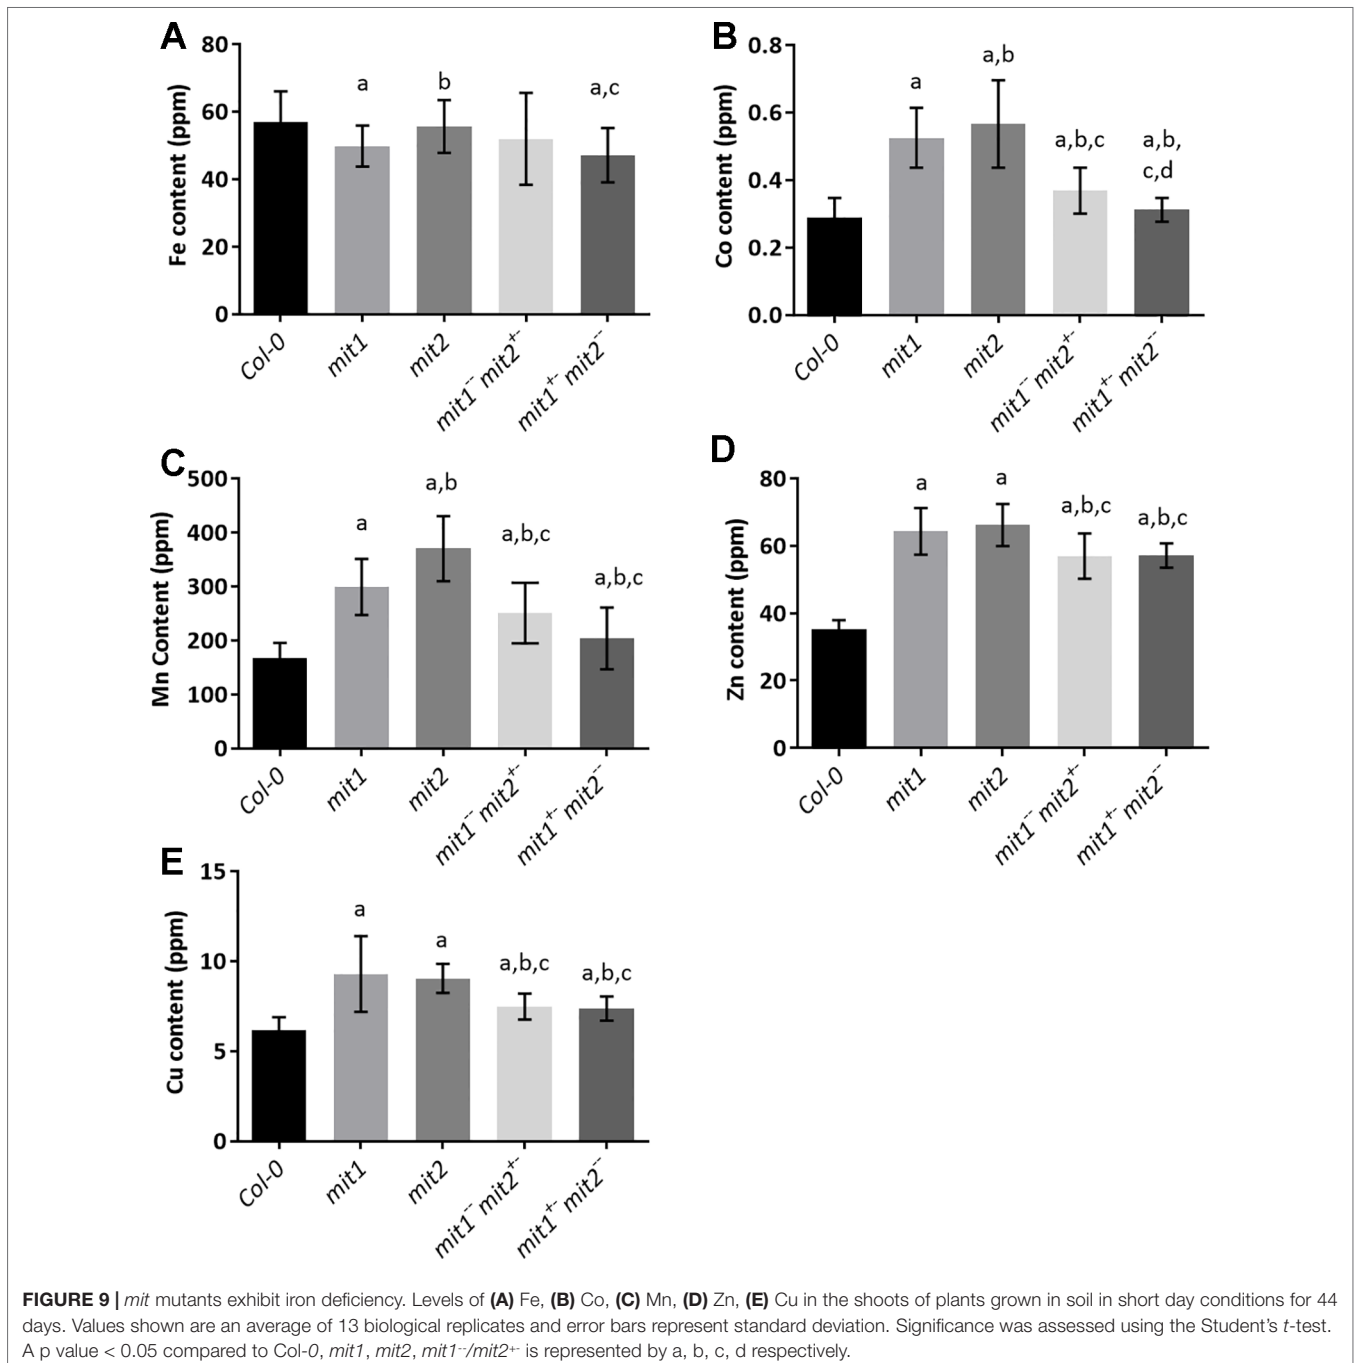 A
Fe content (ppm)
80
60
40
20
0
a
b
a,c
Col-0
mit1
mit2
mit1-- mit2+-
mit1+- mit2--
B
Co content (ppm)
0.8
0.6
0.4
0.2
0.0
a
a,b
a,b,c
a,b,
c,d
Col-0
mit1
mit2
mit1-- mit2+-
mit1+- mit2--
C
Mn Content (ppm)
500
400
300
200
100
0
a
a,b
a,b,c
a,b,c
Col-0
mit1
mit2
mit1-- mit2+-
mit1+- mit2--
D
Zn content (ppm)
80
60
40
20
0
a
a
a,b,c
a,b,c
Col-0
mit1
mit2
mit1-- mit2+-
mit1+- mit2--
E
Cu content (ppm)
15
10
5
0
a
a
a,b,c
a,b,c
Col-0
mit1
mit2
mit1-- mit2+-
mit1+- mit2--
FIGURE 9 | mit mutants exhibit iron deficiency. Levels of (A) Fe, (B) Co, (C) Mn, (D) Zn, (E) Cu in the shoots of plants grown in soil in short day conditions for 44
days. Values shown are an average of 13 biological replicates and error bars represent standard deviation. Significance was assessed using the Student’s t-test.
A p value < 0.05 compared to Col-0, mit1, mit2, mit1--/mit2+- is represented by a, b, c, d respectively.